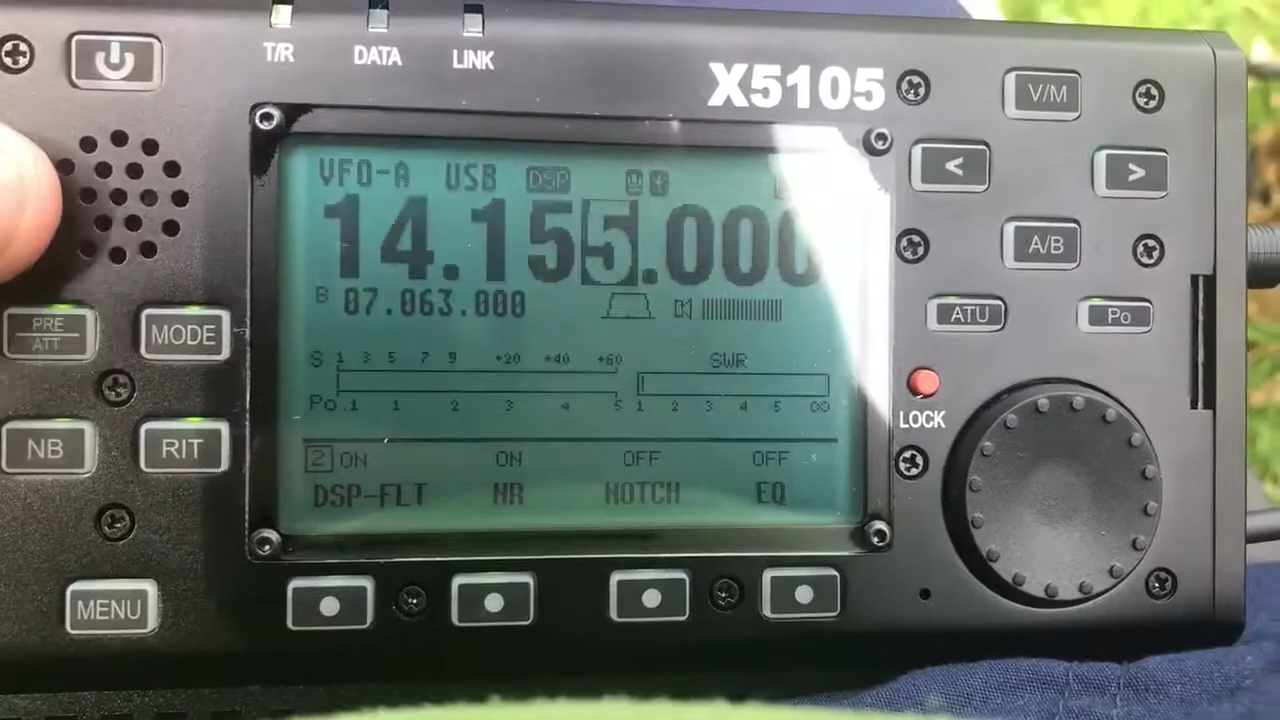 T/R DATA LINK
X5105
V/M
< >
A/B
ATU Po
LOCK
PRE
ATT
MODE
NB RIT
MENU
VFO-A USB DSP
14.155.000
B 07.063.000
S 1 3 5 7 9 +20 +40 +60 SWR
Po .1 1 2 3 4 5 1 2 3 4 5 ∞
2 ON ON OFF OFF
DSP-FLT NR NOTCH EQ